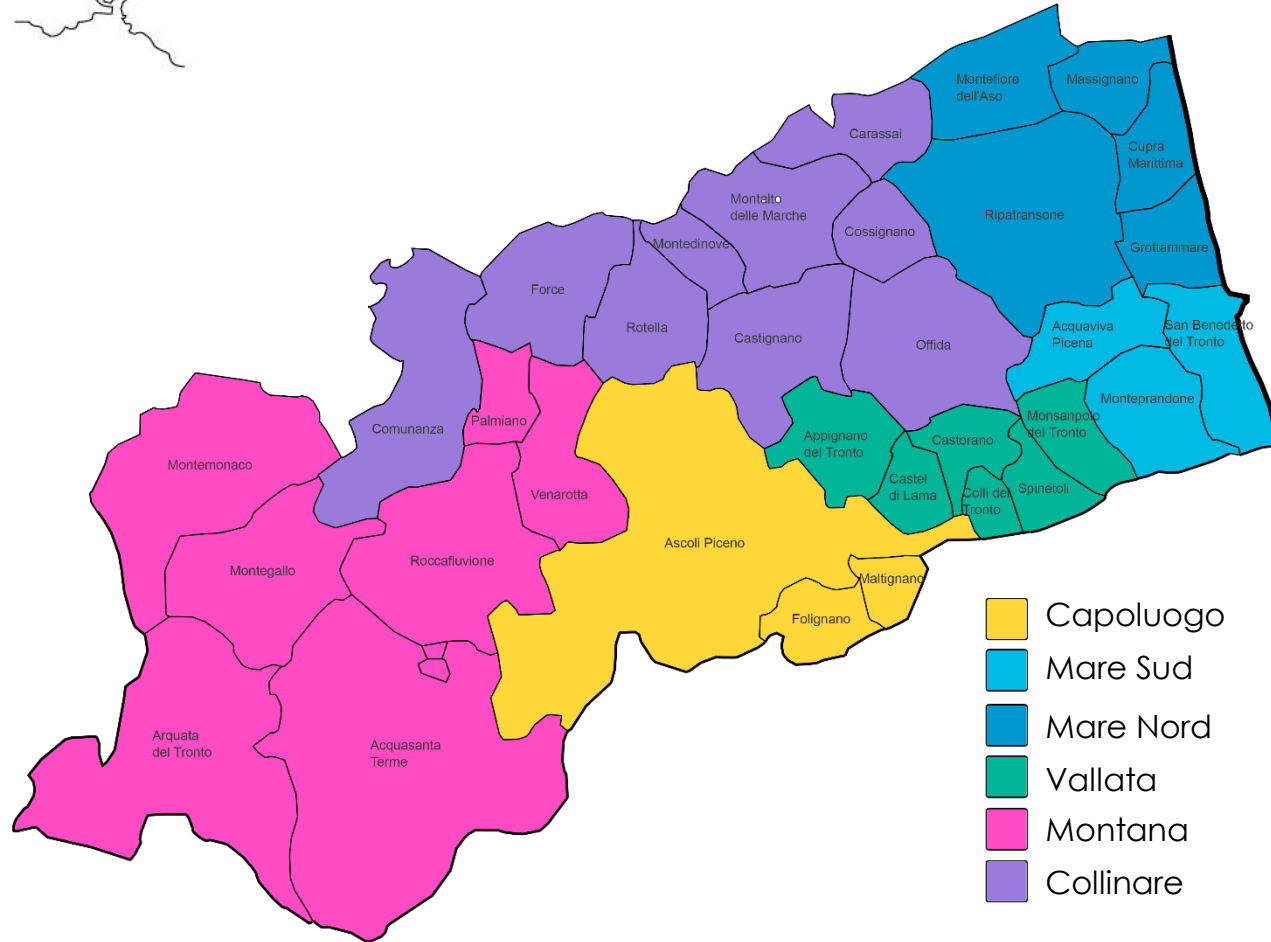 Montefiore
dell'Aso
Massignano
Carassai
Cupra
Marittima
Montalto
delle Marche
Ripatransone
Cossignano
Montedinove
Grottammare
Force
Rotella
Castignano
Offida
Acquaviva
Picena
San Benedetto
del Tronto
Monteprandone
Palmiano
Comunanza
Monsanpolo
del Tronto
Appignano
del Tronto
Castorano
Montemonaco
Venarotta
Castel
di Lama
Colli del
Tronto
Spinetoli
Ascoli Piceno
Roccafluvione
Montegallo
Maltignano
Folignano
Arquata
del Tronto
Acquasanta
Terme
Capoluogo
Mare Sud
Mare Nord
Vallata
Montana
Collinare